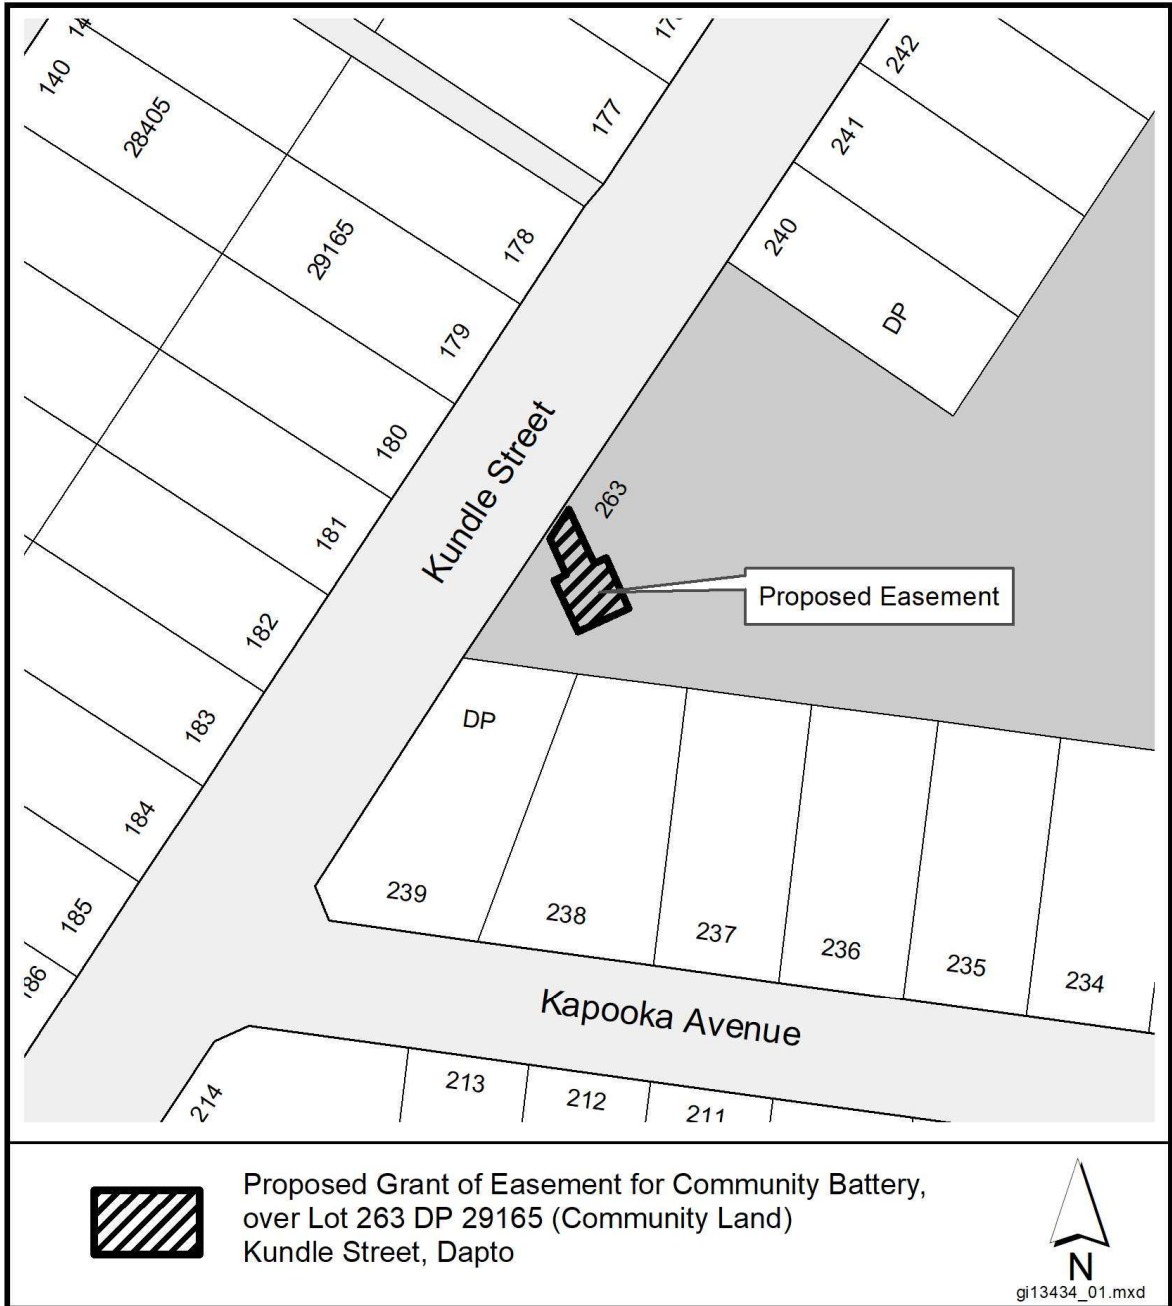 14
140
28405
17
177
242
241
240
DP
29165
178
179
180
181
182
183
184
185
186
Kundle Street
263
Proposed Easement
DP
239
238
237
236
235
234
Kapooka Avenue
214
213
212
211
Proposed Grant of Easement for Community Battery,
over Lot 263 DP 29165 (Community Land)
Kundle Street, Dapto
N
gi13434_01.mxd